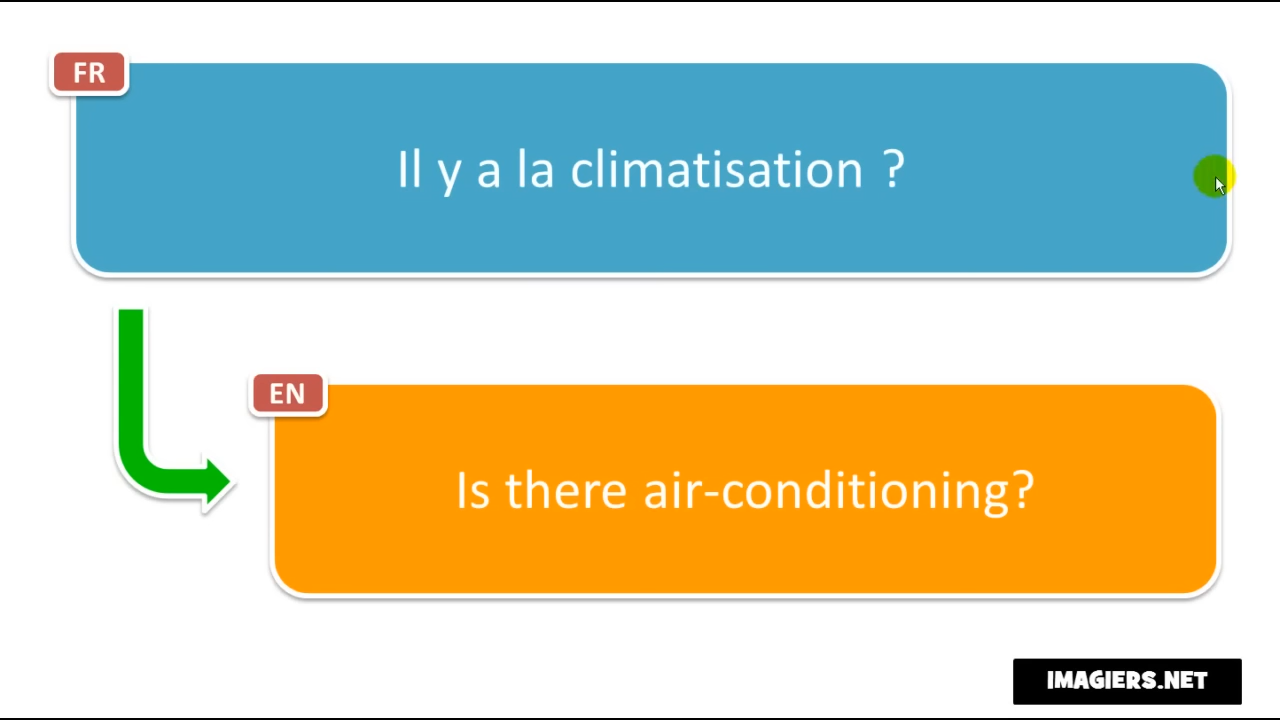 FR
Il y a la climatisation ?
EN
Is there air-conditioning?
IMAGIERS.NET